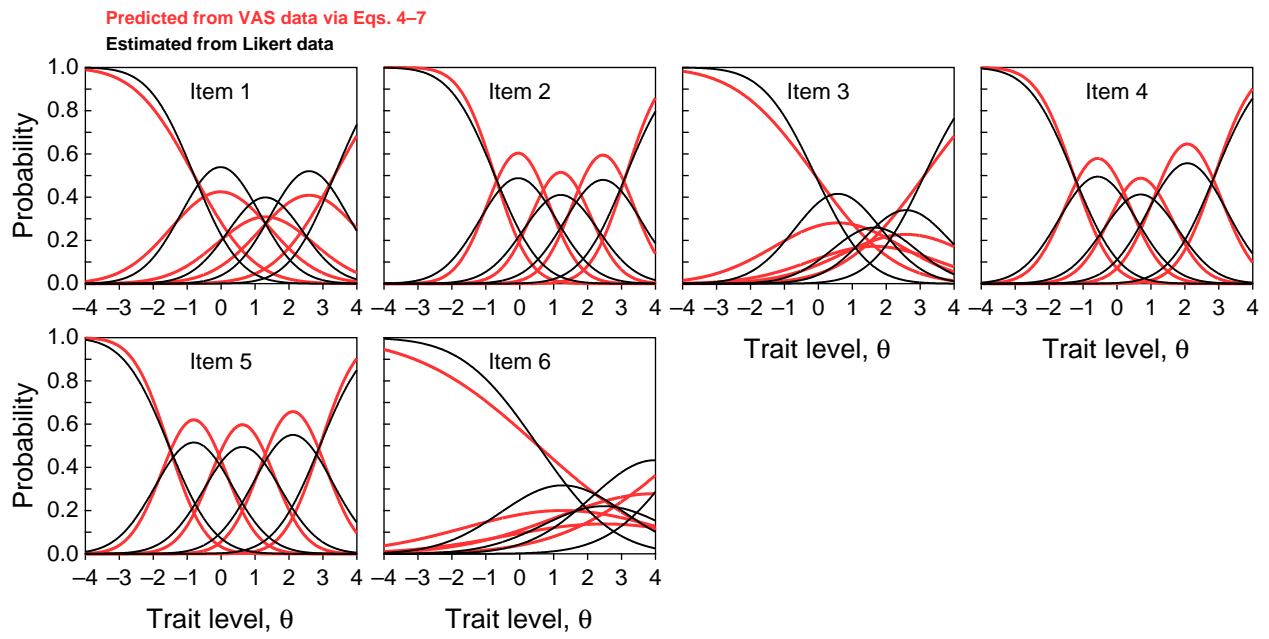 Predicted from VAS data via Eqs. 4–7
Estimated from Likert data
Item 1
Item 2
Item 3
Item 4
Probability
1.0
0.8
0.6
0.4
0.2
0.0
–4 –3 –2 –1 0 1 2 3 4
–4 –3 –2 –1 0 1 2 3 4
–4 –3 –2 –1 0 1 2 3 4
–4 –3 –2 –1 0 1 2 3 4
Trait level, θ
Trait level, θ
Item 5
Item 6
Probability
1.0
0.8
0.6
0.4
0.2
0.0
–4 –3 –2 –1 0 1 2 3 4
–4 –3 –2 –1 0 1 2 3 4
Trait level, θ
Trait level, θ